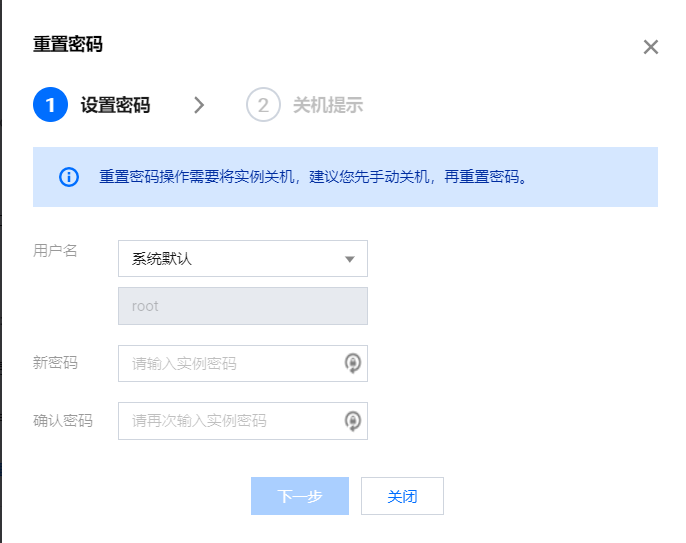 重置密码
1 设置密码 2 关机提示
重置密码操作需要将实例关机，建议您先手动关机，再重置密码。
用户名 系统默认
root
新密码 请输入实例密码
确认密码 请再次输入实例密码
下一步 关闭